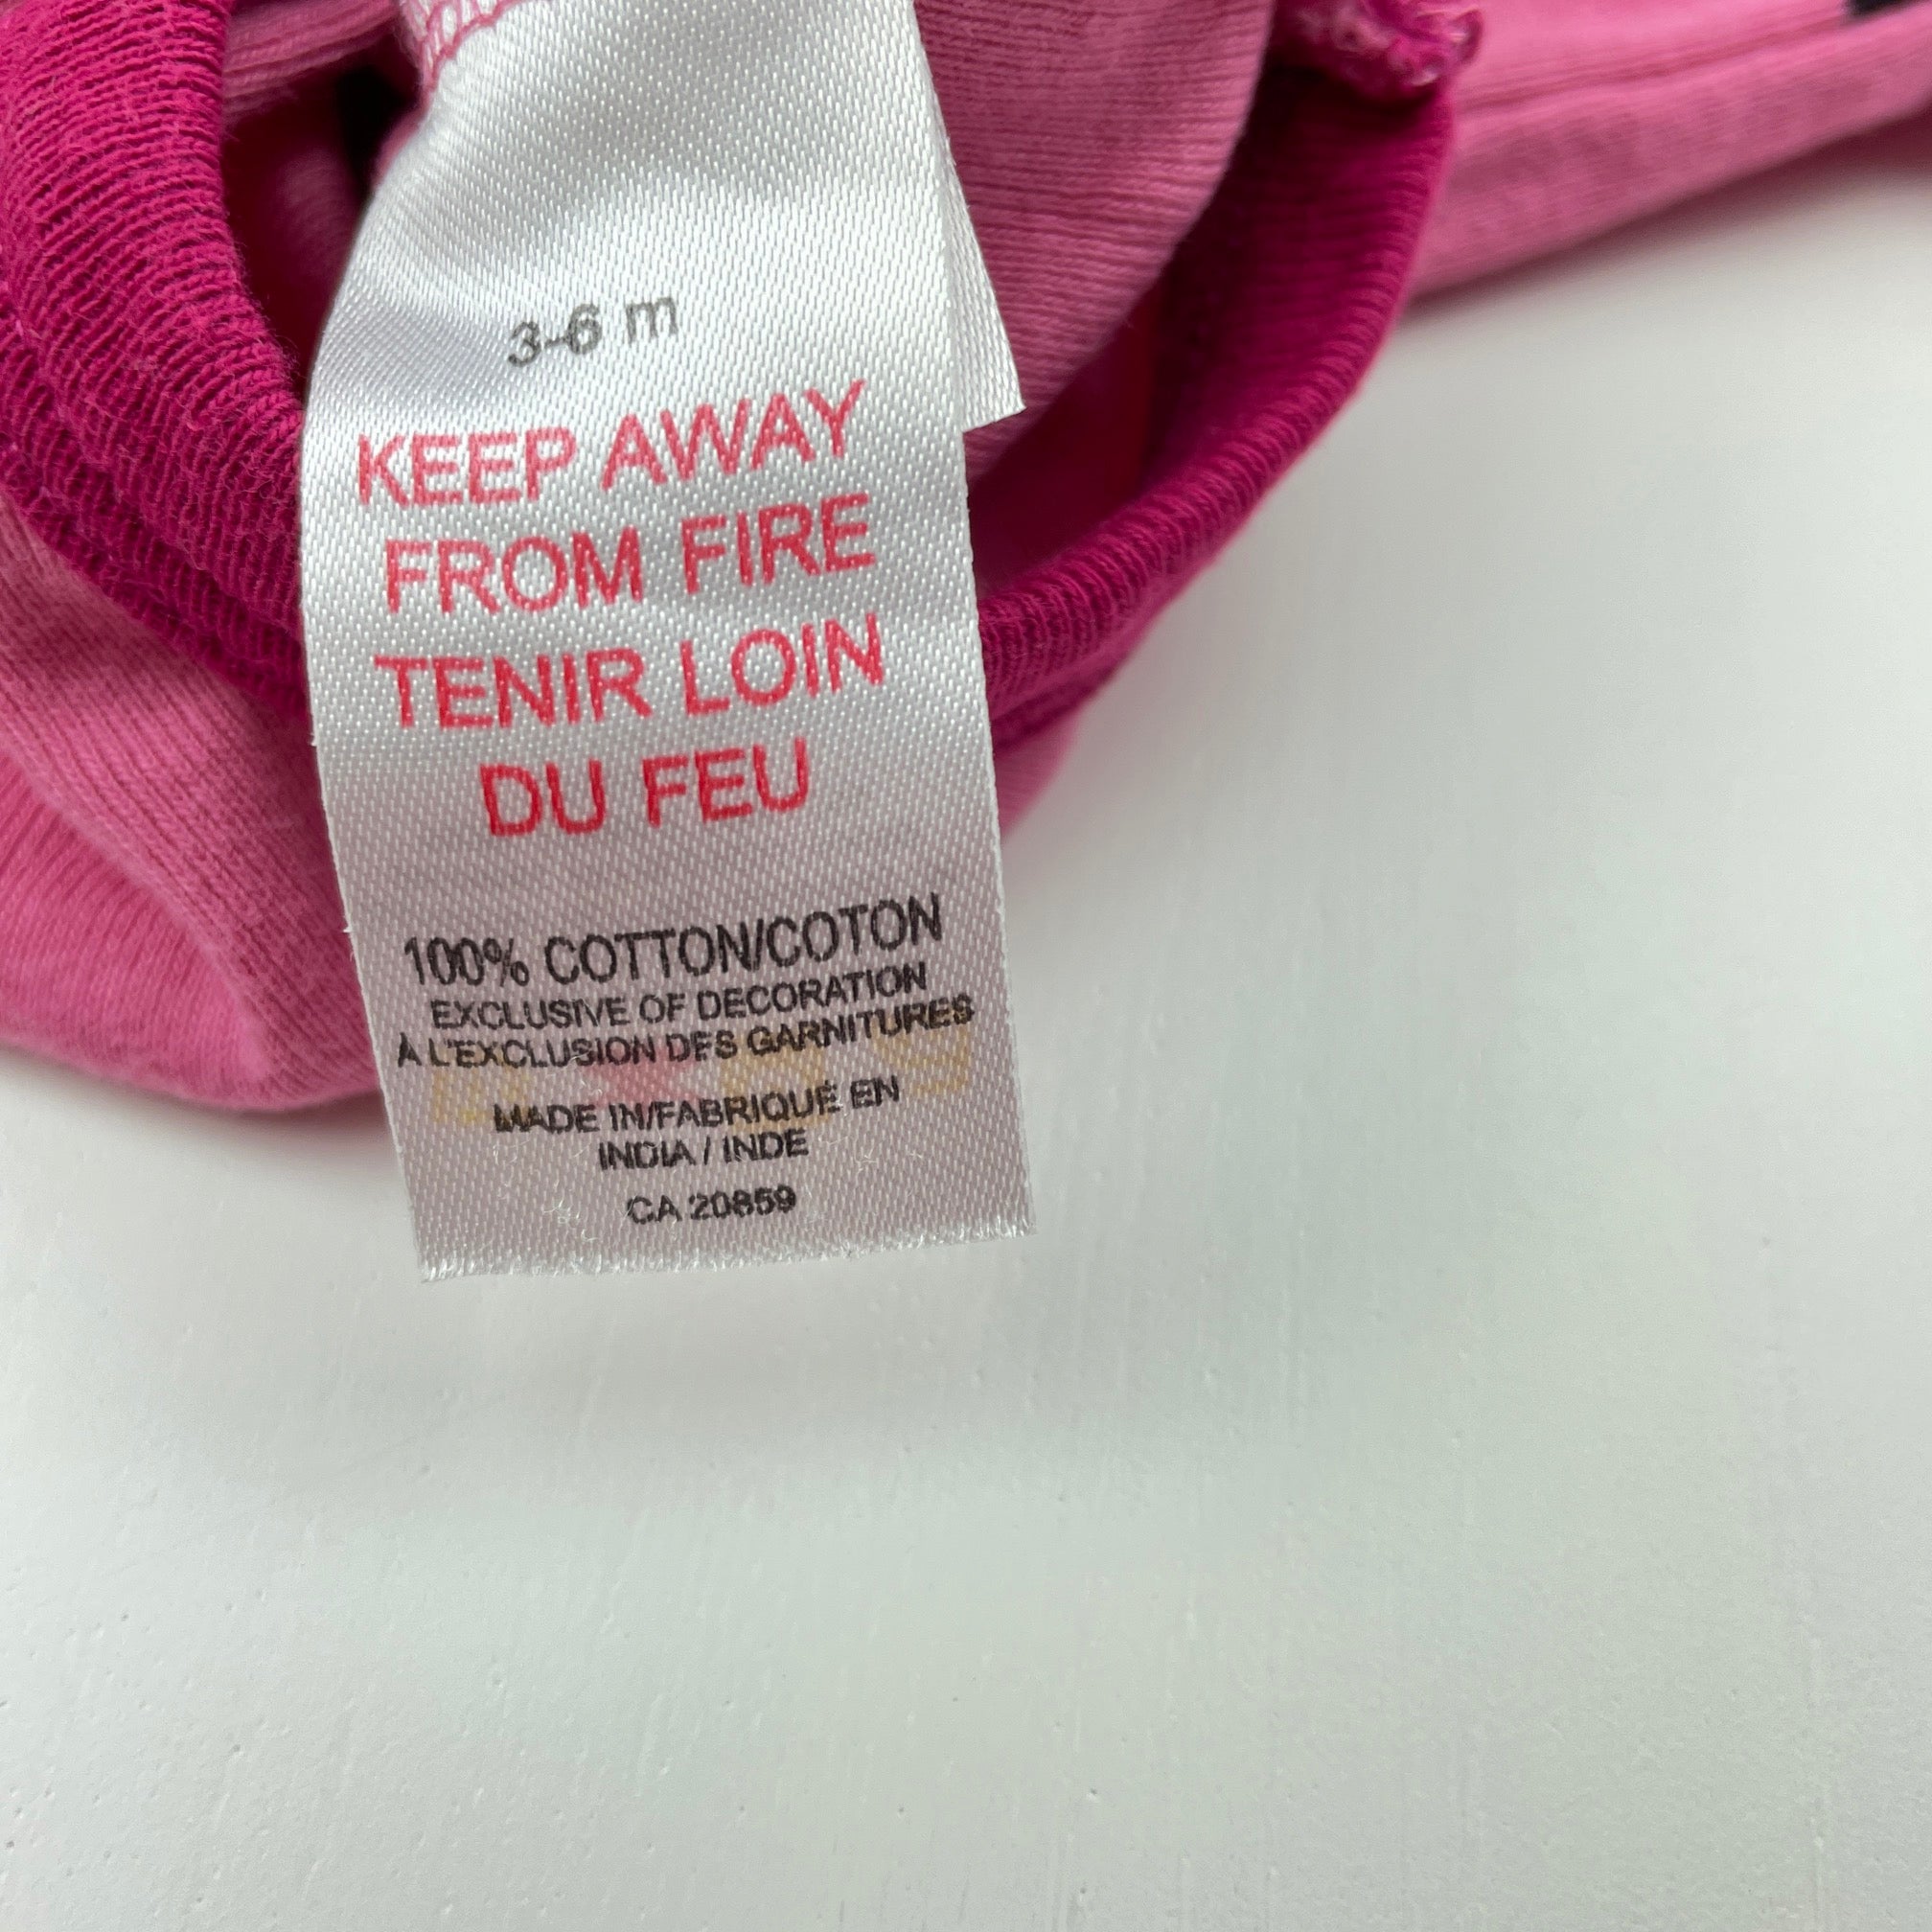 3-6 m
KEEP AWAY
FROM FIRE
TENIR LOIN
DU FEU
100% COTTON/COTON
EXCLUSIVE OF DECORATION
À L'EXCLUSION DES GARNITURES
MADE IN/FABRIQUÉ EN
INDIA / INDE
CA 20859